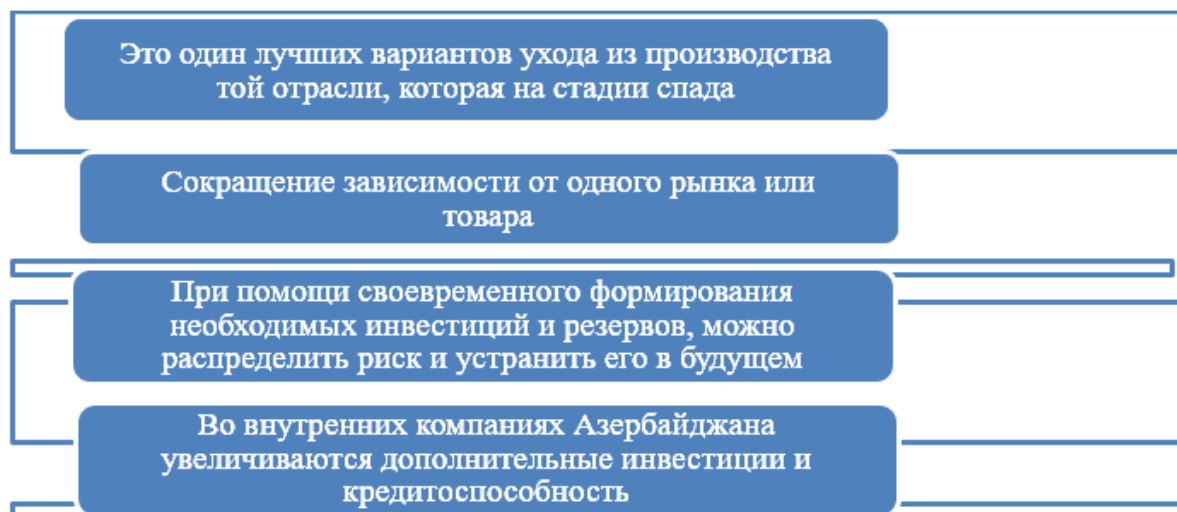 Это один лучших вариантов ухода из производства
той отрасли, которая на стадии спада
Сокращение зависимости от одного рынка или
товара
При помощи своевременного формирования
необходимых инвестиций и резервов, можно
распределить риск и устранить его в будущем
Во внутренних компаниях Азербайджана
увеличиваются дополнительные инвестиции и
кредитоспособность